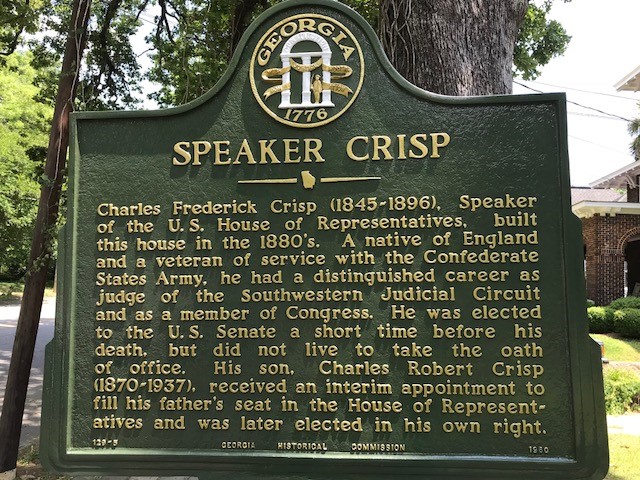 GEORGIA
1776
SPEAKER CRISP
Charles Frederick Crisp (1845-1896), Speaker
of the U.S. House of Representatives, built
this house in the 1880's. A native of England
and a veteran of service with the Confederate
States Army, he had a distinguished career as
judge of the Southwestern Judicial Circuit
and as a member of Congress. He was elected
to the U.S. Senate a short time before his
death, but did not live to take the oath
of office. His son, Charles Robert Crisp
(1870-1937), received an interim appointment to
fill his father's seat in the House of Represent-
atives and was later elected in his own right.
129-5 GEORGIA HISTORICAL COMMISSION 1960